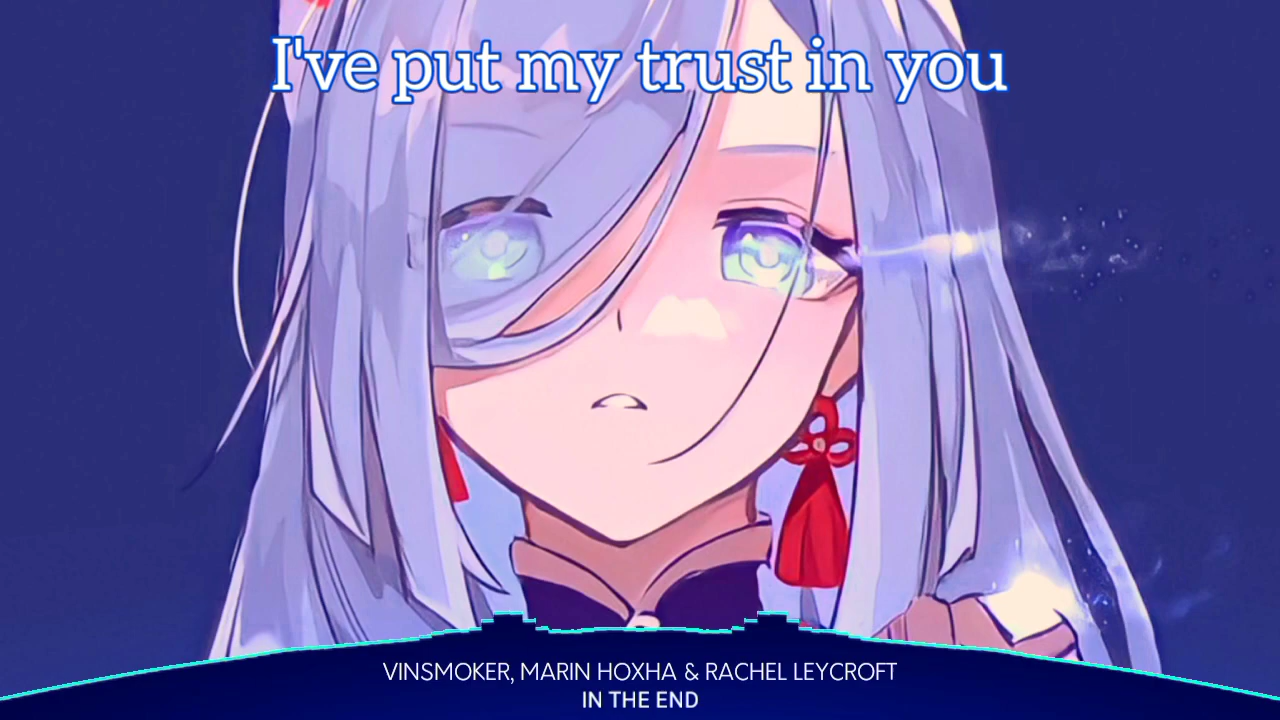 I've put my trust in you
VINSMOKER, MARIN HOXHA & RACHEL LEYCROFT
IN THE END